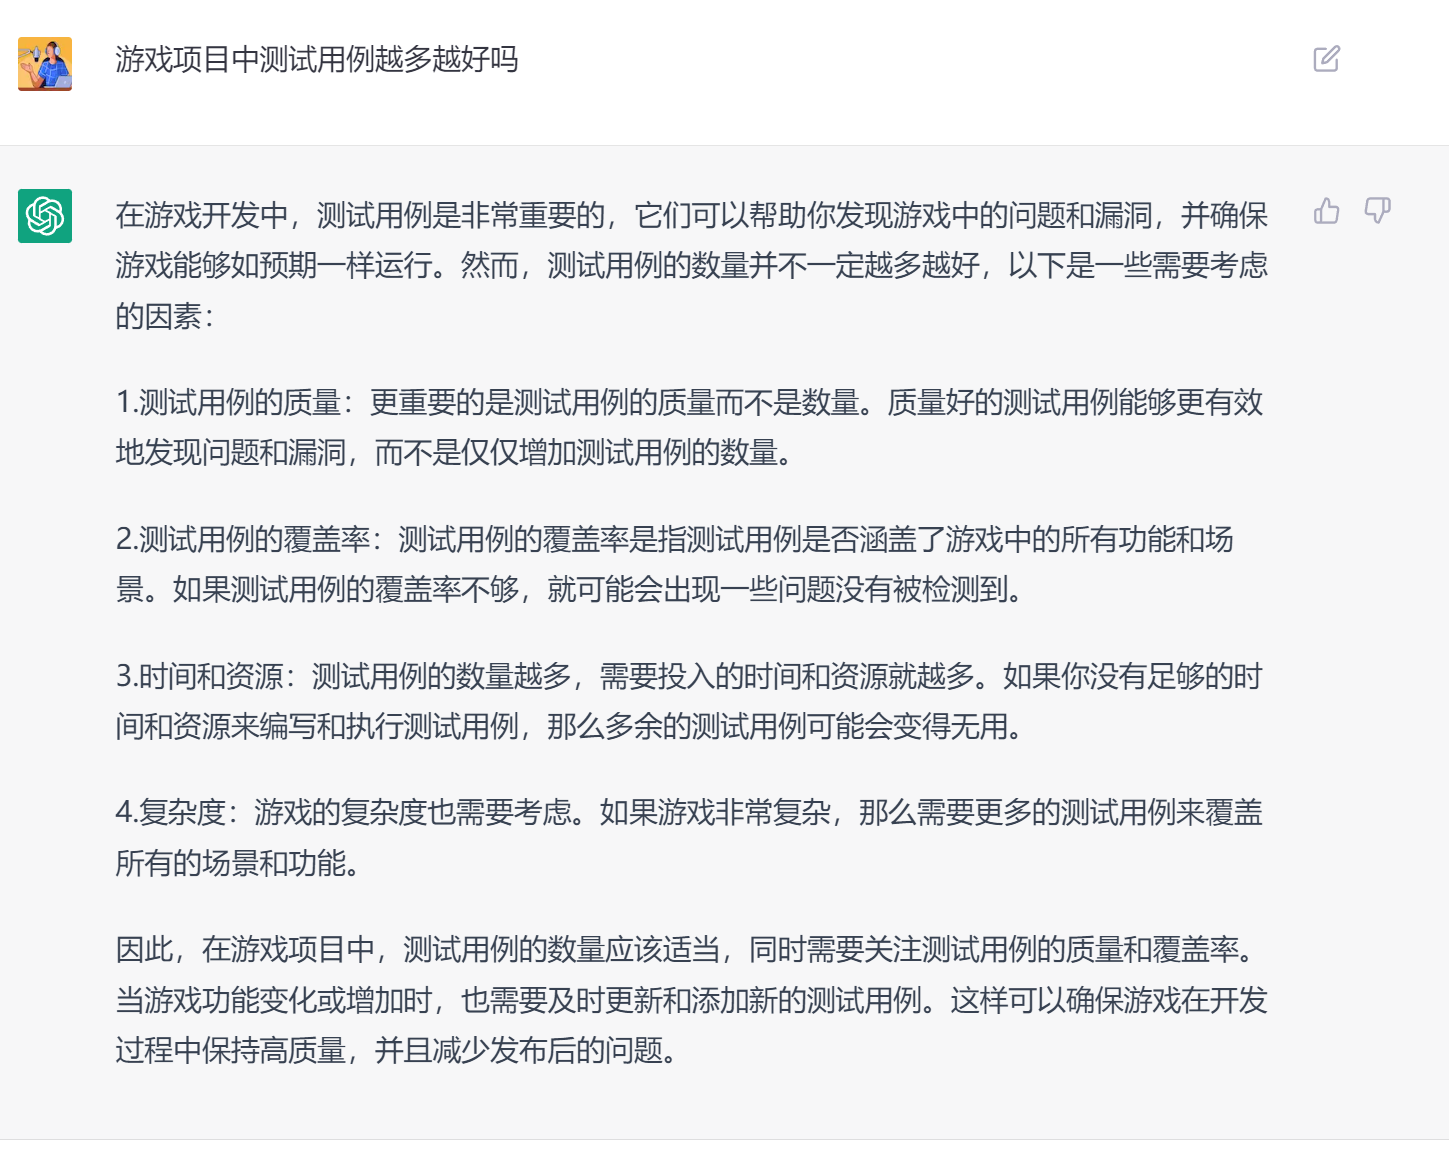 游戏项目中测试用例越多越好吗
在游戏开发中，测试用例是非常重要的，它们可以帮助你发现游戏中的问题和漏洞，并确保
游戏能够如预期一样运行。然而，测试用例的数量并不一定越多越好，以下是一些需要考虑
的因素：
1.测试用例的质量：更重要的是测试用例的质量而不是数量。质量好的测试用例能够更有效
地发现问题和漏洞，而不是仅仅增加测试用例的数量。
2.测试用例的覆盖率：测试用例的覆盖率是指测试用例是否涵盖了游戏中的所有功能和场
景。如果测试用例的覆盖率不够，就可能会出现一些问题没有被检测到。
3.时间和资源：测试用例的数量越多，需要投入的时间和资源就越多。如果你没有足够的时
间和资源来编写和执行测试用例，那么多余的测试用例可能会变得无用。
4.复杂度：游戏的复杂度也需要考虑。如果游戏非常复杂，那么需要更多的测试用例来覆盖
所有的场景和功能。
因此，在游戏项目中，测试用例的数量应该适当，同时需要关注测试用例的质量和覆盖率。
当游戏功能变化或增加时，也需要及时更新和添加新的测试用例。这样可以确保游戏在开发
过程中保持高质量，并且减少发布后的问题。